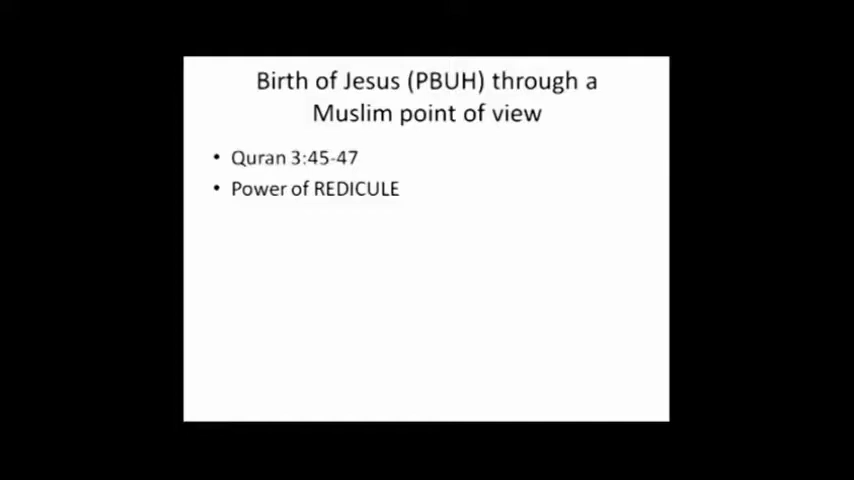 Birth of Jesus (PBUH) through a
Muslim point of view
• Quran 3:45-47
• Power of REDICULE